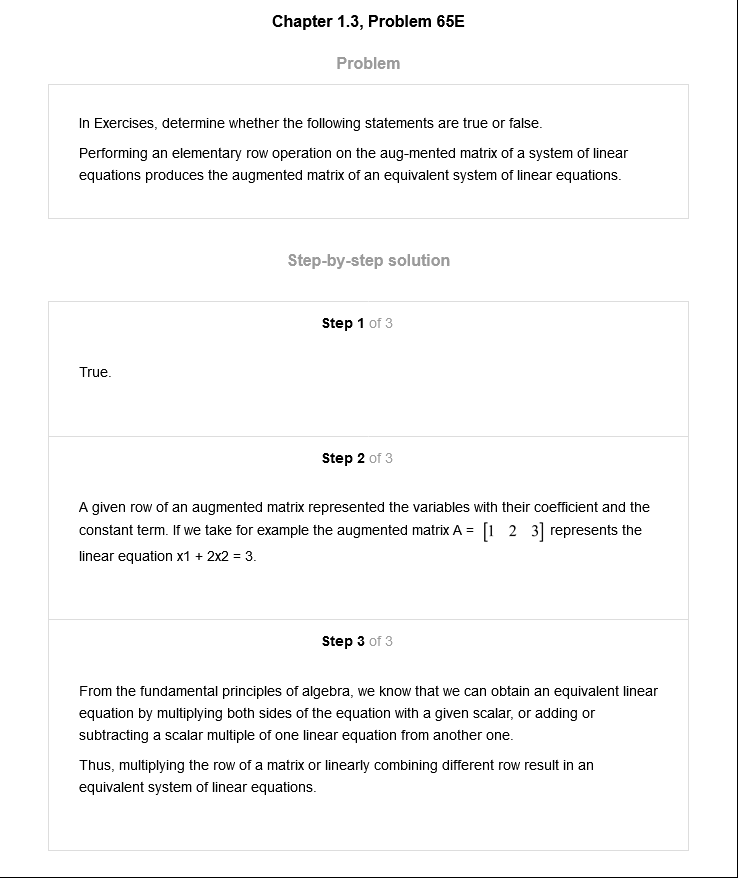 Chapter 1.3, Problem 65E
Problem
In Exercises, determine whether the following statements are true or false.
Performing an elementary row operation on the aug-mented matrix of a system of linear
equations produces the augmented matrix of an equivalent system of linear equations.
Step-by-step solution
Step 1 of 3
True.
Step 2 of 3
A given row of an augmented matrix represented the variables with their coefficient and the
constant term. If we take for example the augmented matrix A = [1 2 3] represents the
linear equation x1 + 2x2 = 3.
Step 3 of 3
From the fundamental principles of algebra, we know that we can obtain an equivalent linear
equation by multiplying both sides of the equation with a given scalar, or adding or
subtracting a scalar multiple of one linear equation from another one.
Thus, multiplying the row of a matrix or linearly combining different row result in an
equivalent system of linear equations.